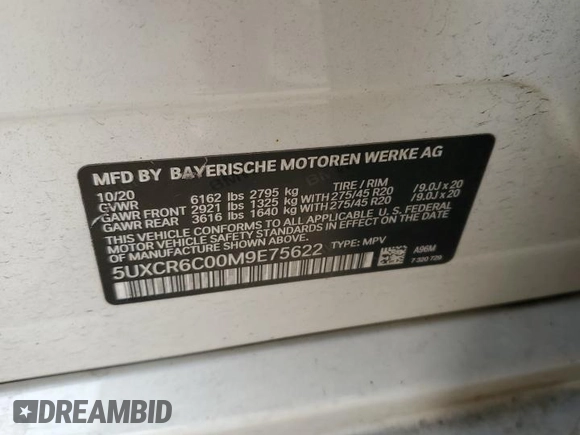 MFD BY BAYERISCHE MOTOREN WERKE AG
10/20 TIRE / RIM
GVWR 6162 lbs 2795 kg
GAWR FRONT 2921 lbs 1325 kg WITH 275/45 R20 / 9.0J x 20
GAWR REAR 3616 lbs 1640 kg WITH 275/45 R20 / 9.0J x 20
THIS VEHICLE CONFORMS TO ALL APPLICABLE U. S. FEDERAL
MOTOR VEHICLE SAFETY STANDARDS IN EFFECT
ON THE DATE OF MANUFACTURE SHOWN ABOVE.
5UXCR6C00M9E75622 TYPE: MPV
A96M
7 320 729
DREAMBID